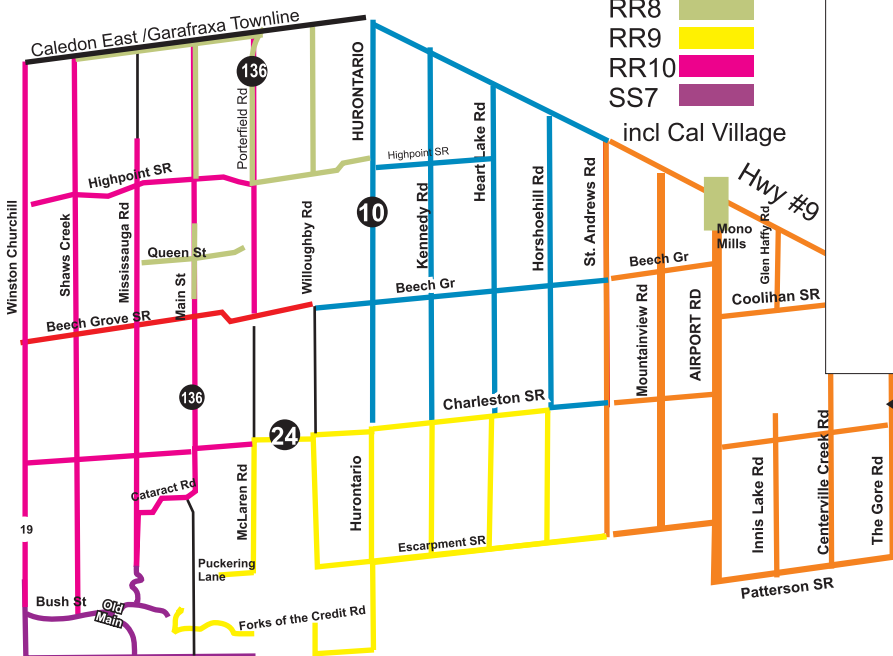 RR8
RR9
RR10
SS7
incl Cal Village
Caledon East /Garafraxa Townline
136
Porterfield Rd
HURONTARIO
Highpoint SR
Highpoint SR
Heart Lake Rd
Hwy #9
Winston Churchill
Shaws Creek
Mississauga Rd
Queen St
Main St
Willoughby Rd
10
Kennedy Rd
Horshoehill Rd
St. Andrews Rd
Mono
Mills
Glen Haffy Rd
Beech Gr
Beech Gr
Coolihan SR
Beech Grove SR
Mountainview Rd
AIRPORT RD
136
Charleston SR
24
Cataract Rd
McLaren Rd
Hurontario
Innis Lake Rd
Centerville Creek Rd
The Gore Rd
19
Escarpment SR
Puckering
Lane
Patterson SR
Bush St
Old
Main
Forks of the Credit Rd